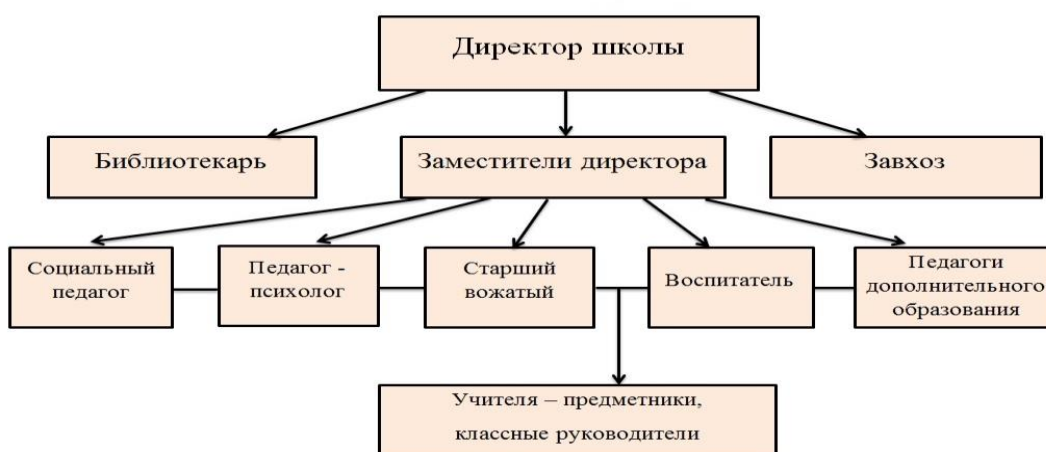 Директор школы
Библиотекарь
Заместители директора
Завхоз
Социальный
педагог
Педагог -
психолог
Старший
вожатый
Воспитатель
Педагоги
дополнительного
образования
Учителя – предметники,
классные руководители